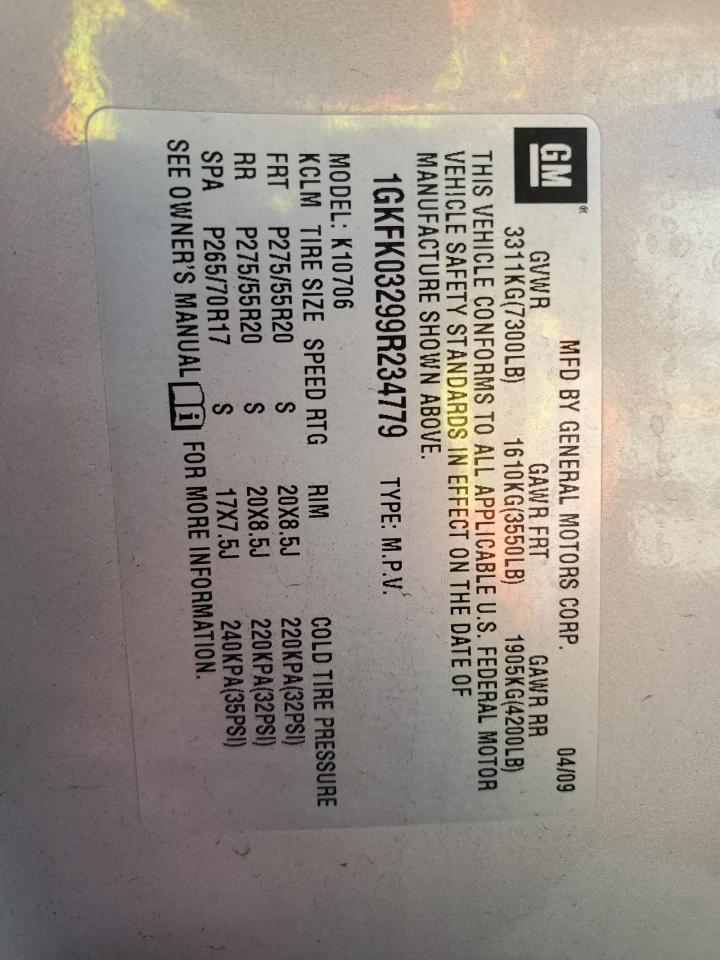 MFD BY GENERAL MOTORS CORP. 04/09
GM ®
GVWR GAWR FRT GAWR RR
3311KG(7300LB) 1610KG(3550LB) 1905KG(4200LB)
THIS VEHICLE CONFORMS TO ALL APPLICABLE U.S. FEDERAL MOTOR
VEHICLE SAFETY STANDARDS IN EFFECT ON THE DATE OF
MANUFACTURE SHOWN ABOVE.
1GKFK03299R234779 TYPE: M.P.V.
MODEL: K10706
KCLM TIRE SIZE SPEED RTG RIM COLD TIRE PRESSURE
FRT P275/55R20 S 20X8.5J 220KPA(32PSI)
RR P275/55R20 S 20X8.5J 220KPA(32PSI)
SPA P265/70R17 S 17X7.5J 240KPA(35PSI)
SEE OWNER'S MANUAL i FOR MORE INFORMATION.